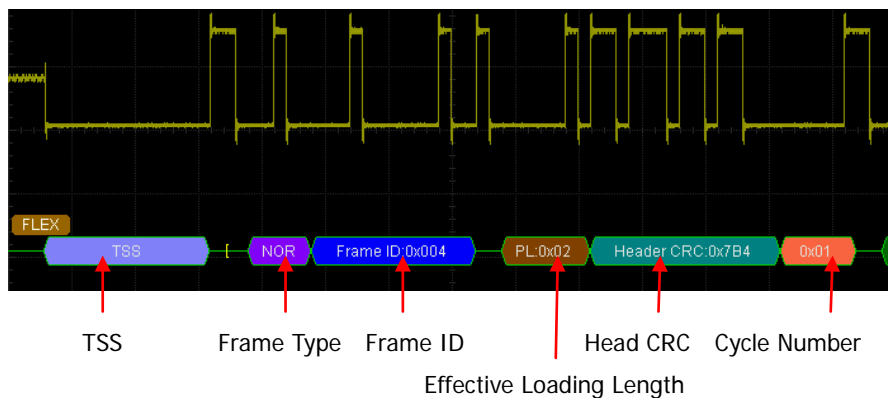 FLEX
TSS [ NOR Frame ID:0x004 PL:0x02 Header CRC:0x7B4 0x01
TSS Frame Type Frame ID Head CRC Cycle Number
Effective Loading Length